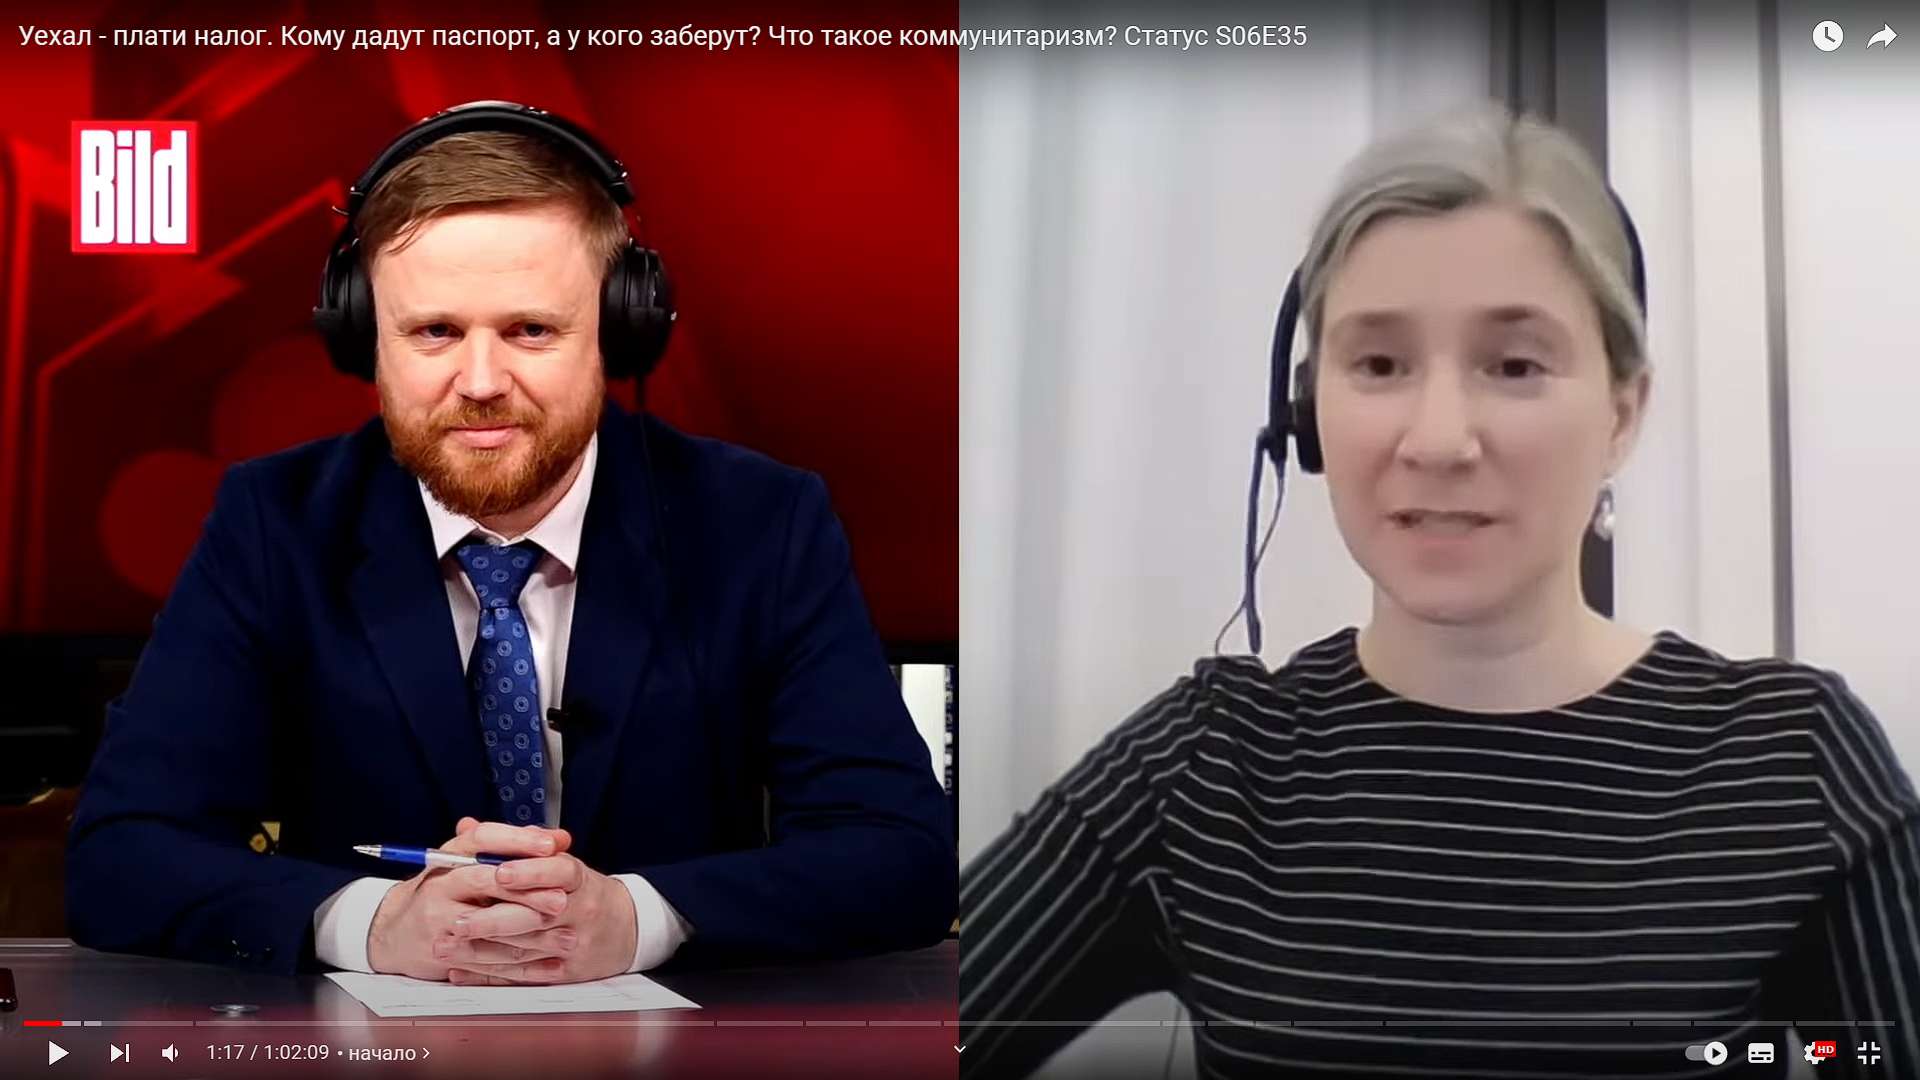 Уехал - плати налог. Кому дадут паспорт, а у кого заберут? Что такое коммунитаризм? Статус S06E35
Bild
1:17 / 1:02:09 • начало
HD